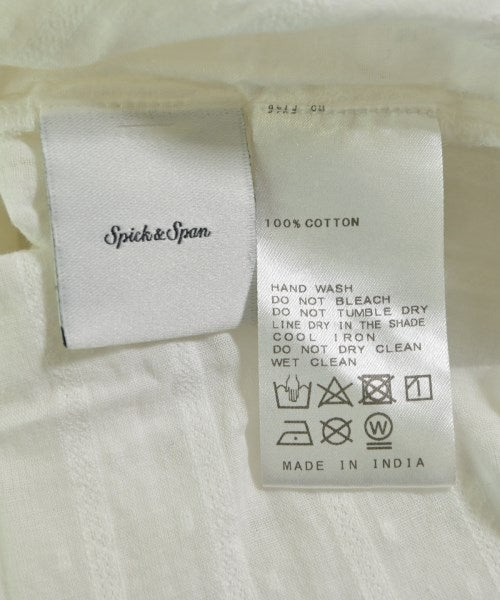 Spick & Span
100% COTTON
HAND WASH
DO NOT BLEACH
DO NOT TUMBLE DRY
LINE DRY IN THE SHADE
COOL IRON
DO NOT DRY CLEAN
WET CLEAN
W
MADE IN INDIA